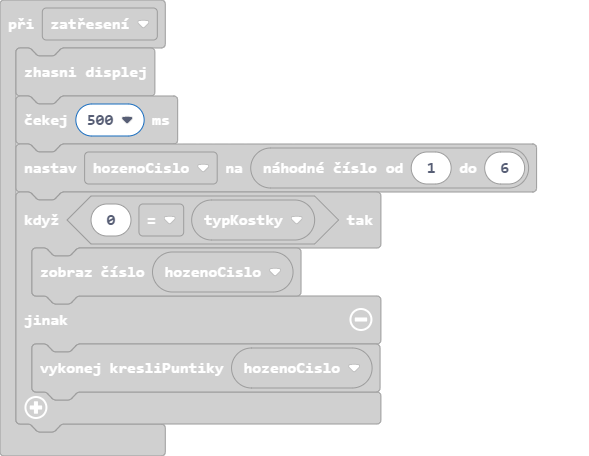 při zatřesení
zhasni displej
čekej 500 ms
nastav hozenoCislo na náhodné číslo od 1 do 6
když 0 = typKostky tak
zobraz číslo hozenoCislo
jinak
vykonej kresliPuntiky hozenoCislo